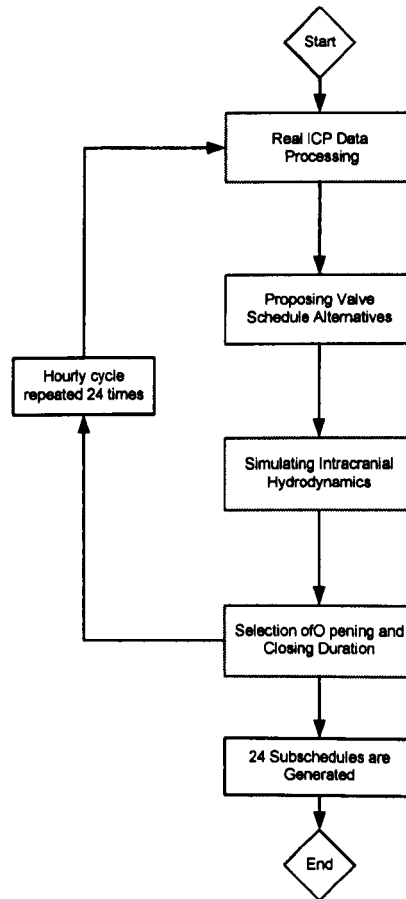 Start
Real ICP Data
Processing
Proposing Valve
Schedule Alternatives
Hourly cycle
repeated 24 times
Simulating Intracranial
Hydrodynamics
Selection ofO pening and
Closing Duration
24 Subschedules are
Generated
End